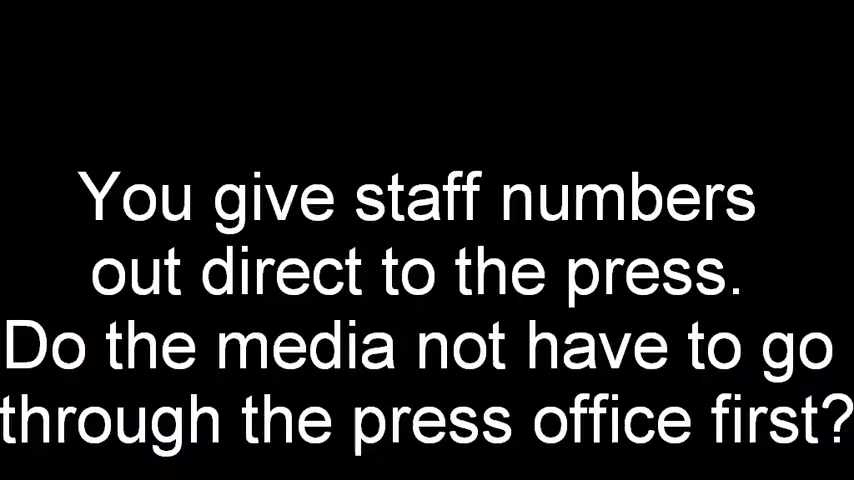 You give staff numbers
out direct to the press.
Do the media not have to go
through the press office first?